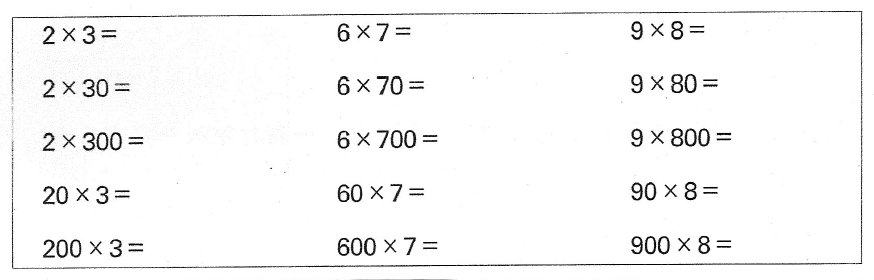 2 × 3 = 6 × 7 = 9 × 8 =
2 × 30 = 6 × 70 = 9 × 80 =
2 × 300 = 6 × 700 = 9 × 800 =
20 × 3 = 60 × 7 = 90 × 8 =
200 × 3 = 600 × 7 = 900 × 8 =